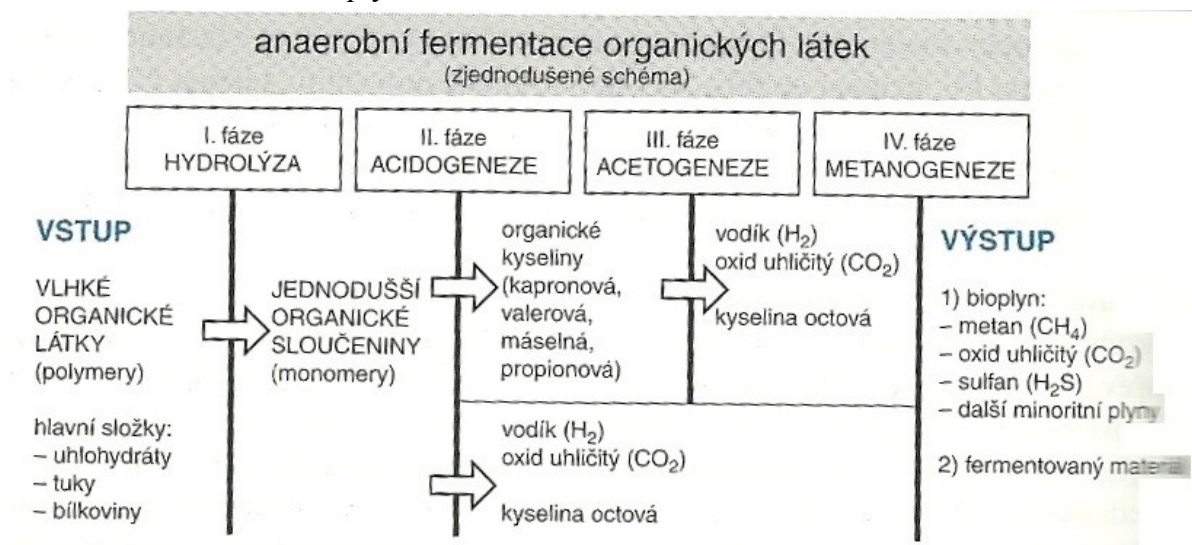 anaerobní fermentace organických látek
(zjednodušené schéma)
I. fáze
HYDROLÝZA
II. fáze
ACIDOGENEZE
III. fáze
ACETOGENEZE
IV. fáze
METANOGENEZE
VSTUP
VLHKÉ
ORGANICKÉ
LÁTKY
(polymery)
hlavní složky:
– uhlohydráty
– tuky
– bílkoviny
JEDNODUŠŠÍ
ORGANICKÉ
SLOUČENINY
(monomery)
organické
kyseliny
(kapronová,
valerová,
máselná,
propionová)
vodík (H₂)
oxid uhličitý (CO₂)
kyselina octová
vodík (H₂)
oxid uhličitý (CO₂)
kyselina octová
VÝSTUP
1) bioplyn:
– metan (CH₄)
– oxid uhličitý (CO₂)
– sulfan (H₂S)
– další minoritní plyny
2) fermentovaný materiál